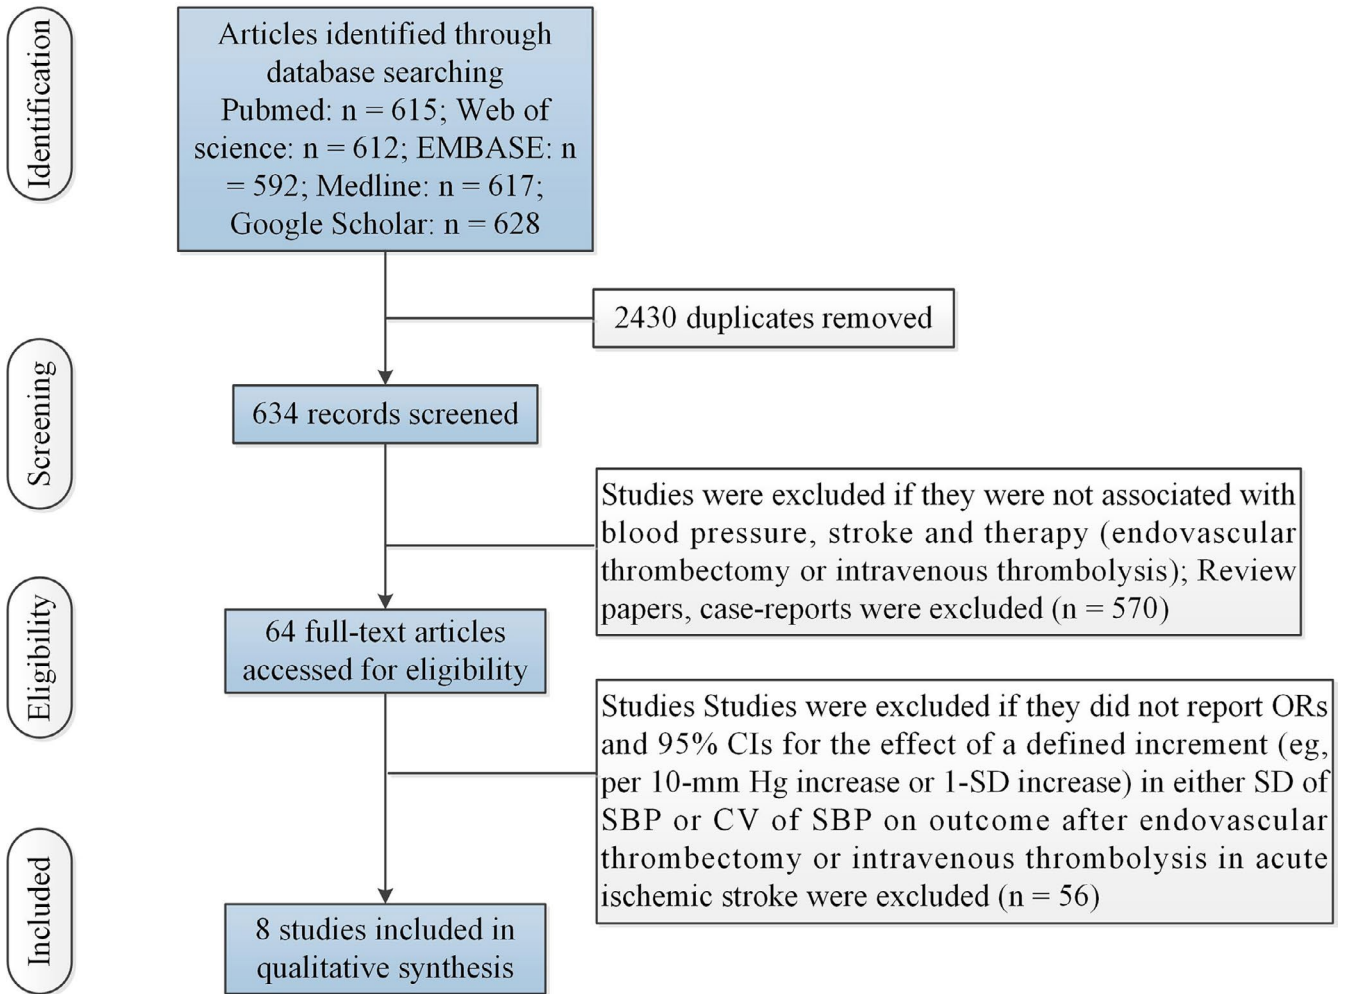 Identification
Articles identified through
database searching
Pubmed: n = 615; Web of
science: n = 612; EMBASE: n
= 592; Medline: n = 617;
Google Scholar: n = 628
2430 duplicates removed
Screening
634 records screened
Studies were excluded if they were not associated with
blood pressure, stroke and therapy (endovascular
thrombectomy or intravenous thrombolysis); Review
papers, case-reports were excluded (n = 570)
Eligibility
64 full-text articles
accessed for eligibility
Studies Studies were excluded if they did not report ORs
and 95% CIs for the effect of a defined increment (eg,
per 10-mm Hg increase or 1-SD increase) in either SD of
SBP or CV of SBP on outcome after endovascular
thrombectomy or intravenous thrombolysis in acute
ischemic stroke were excluded (n = 56)
Included
8 studies included in
qualitative synthesis